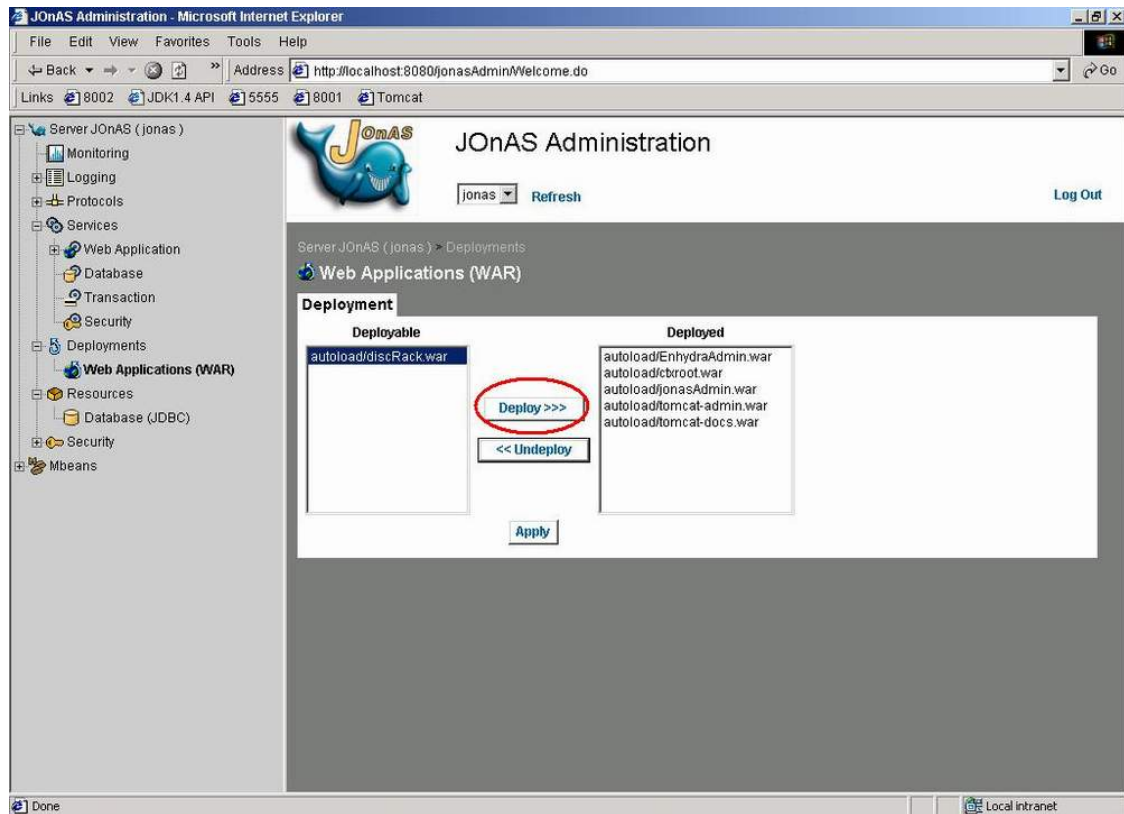 JOnAS Administration - Microsoft Internet Explorer
File Edit View Favorites Tools Help
Back » Address http://localhost:8080/jonasAdmin/Welcome.do Go
Links 8002 JDK1.4 API 5555 8001 Tomcat
Server JOnAS ( jonas )
Monitoring
Logging
Protocols
Services
Web Application
Database
Transaction
Security
Deployments
Web Applications (WAR)
Resources
Database (JDBC)
Security
Mbeans
JOnAS
JOnAS Administration
jonas Refresh Log Out
Server JOnAS ( jonas ) > Deployments
Web Applications (WAR)
Deployment
Deployable
autoload/discRack.war
Deploy >>>
<< Undeploy
Apply
Deployed
autoload/EnhydraAdmin.war
autoload/ctxroot.war
autoload/jonasAdmin.war
autoload/tomcat-admin.war
autoload/tomcat-docs.war
Done Local intranet